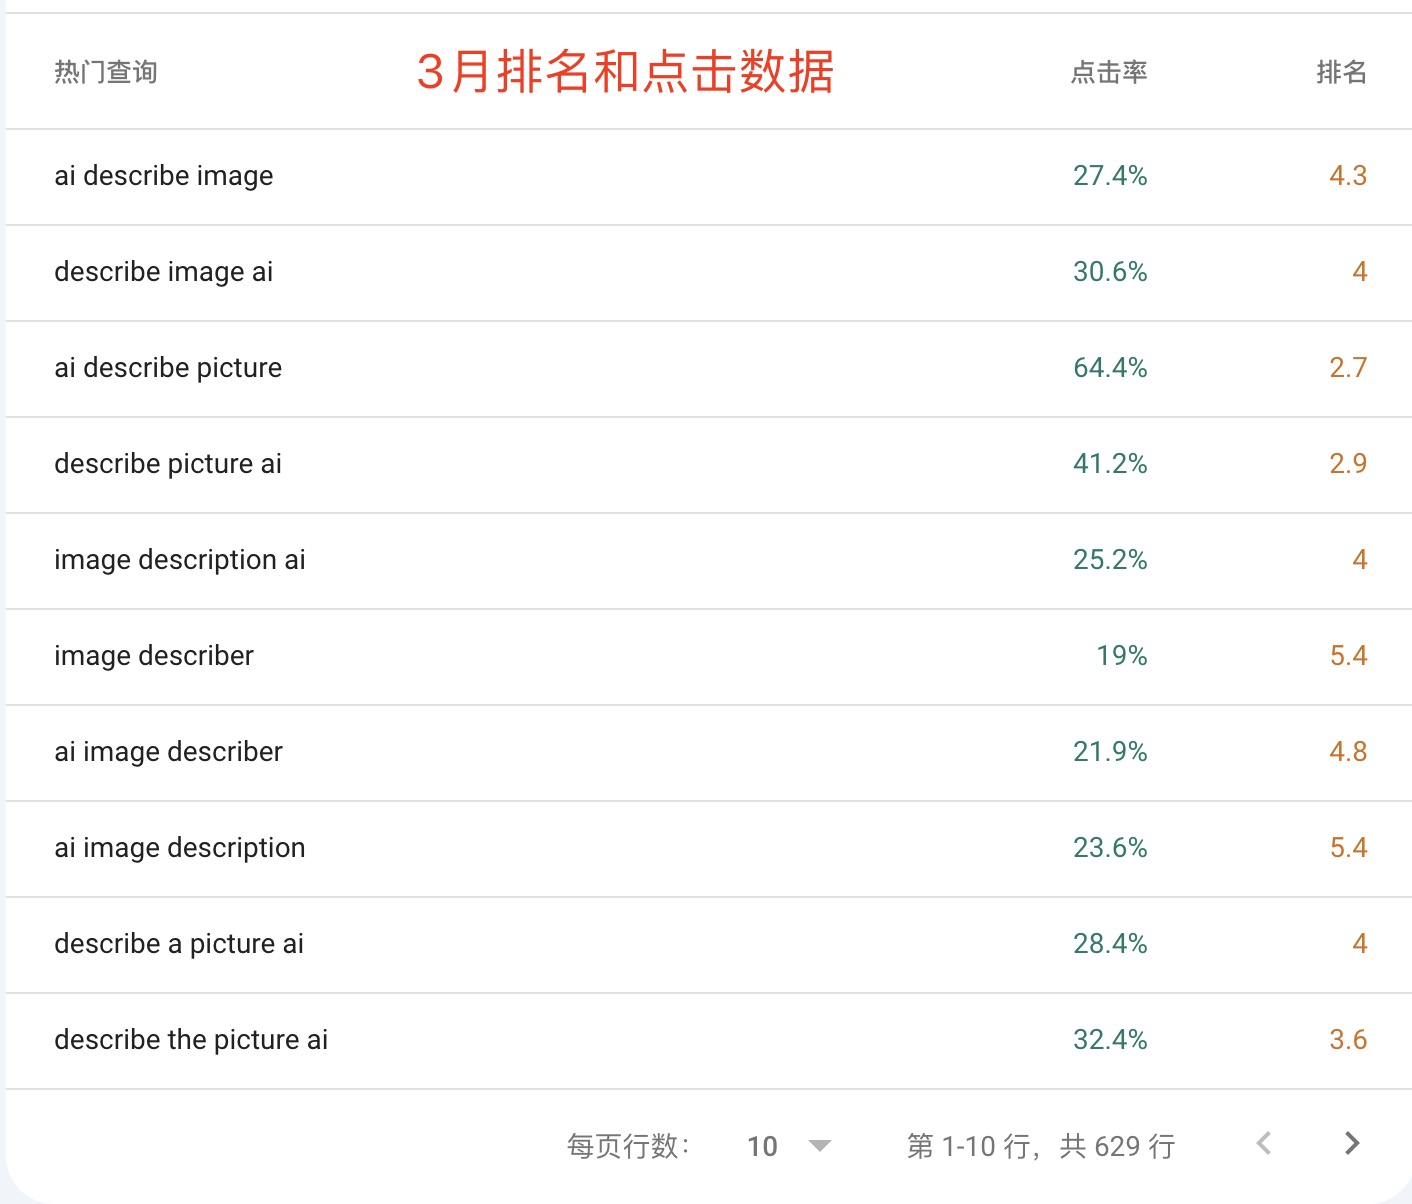 热门查询 3月排名和点击数据 点击率 排名
ai describe image 27.4% 4.3
describe image ai 30.6% 4
ai describe picture 64.4% 2.7
describe picture ai 41.2% 2.9
image description ai 25.2% 4
image describer 19% 5.4
ai image describer 21.9% 4.8
ai image description 23.6% 5.4
describe a picture ai 28.4% 4
describe the picture ai 32.4% 3.6
每页行数： 10 第 1-10 行，共 629 行